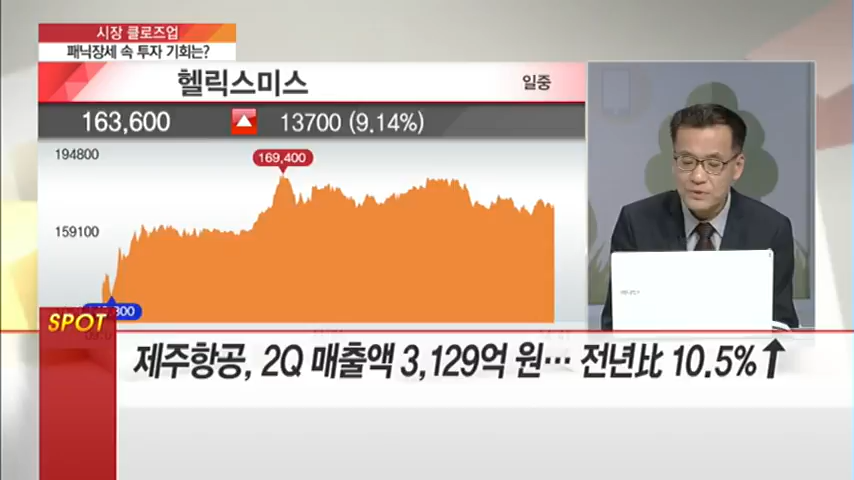 시장 클로즈업
패닉장세 속 투자 기회는?
헬릭스미스 일중
163,600 13700 (9.14%)
194800
169,400
159100
SPOT
제주항공, 2Q 매출액 3,129억 원… 전년比 10.5%↑